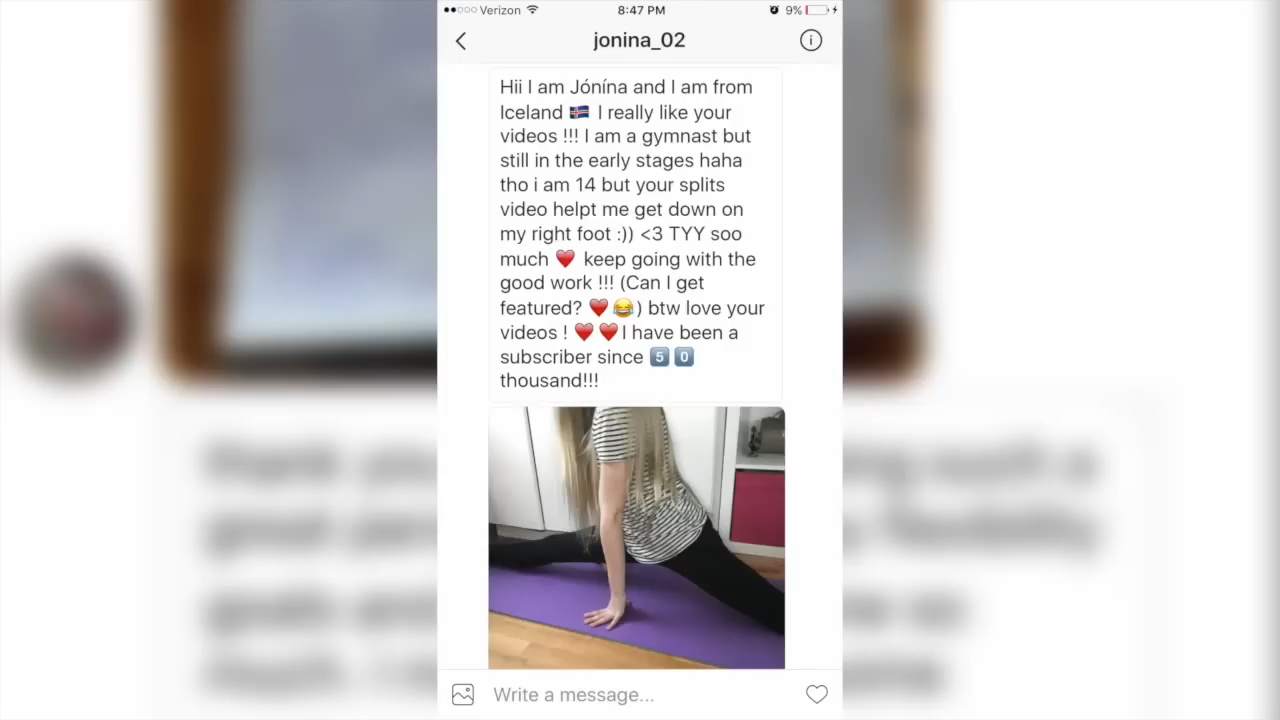 Verizon 8:47 PM 9%
jonina_02
Hii I am Jónína and I am from
Iceland 🇮🇸 I really like your
videos !!! I am a gymnast but
still in the early stages haha
tho i am 14 but your splits
video helpt me get down on
my right foot :)) <3 TYY soo
much ❤️ keep going with the
good work !!! (Can I get
featured? ❤️😂) btw love your
videos ! ❤️❤️I have been a
subscriber since 5️⃣0️⃣
thousand!!!
Write a message...